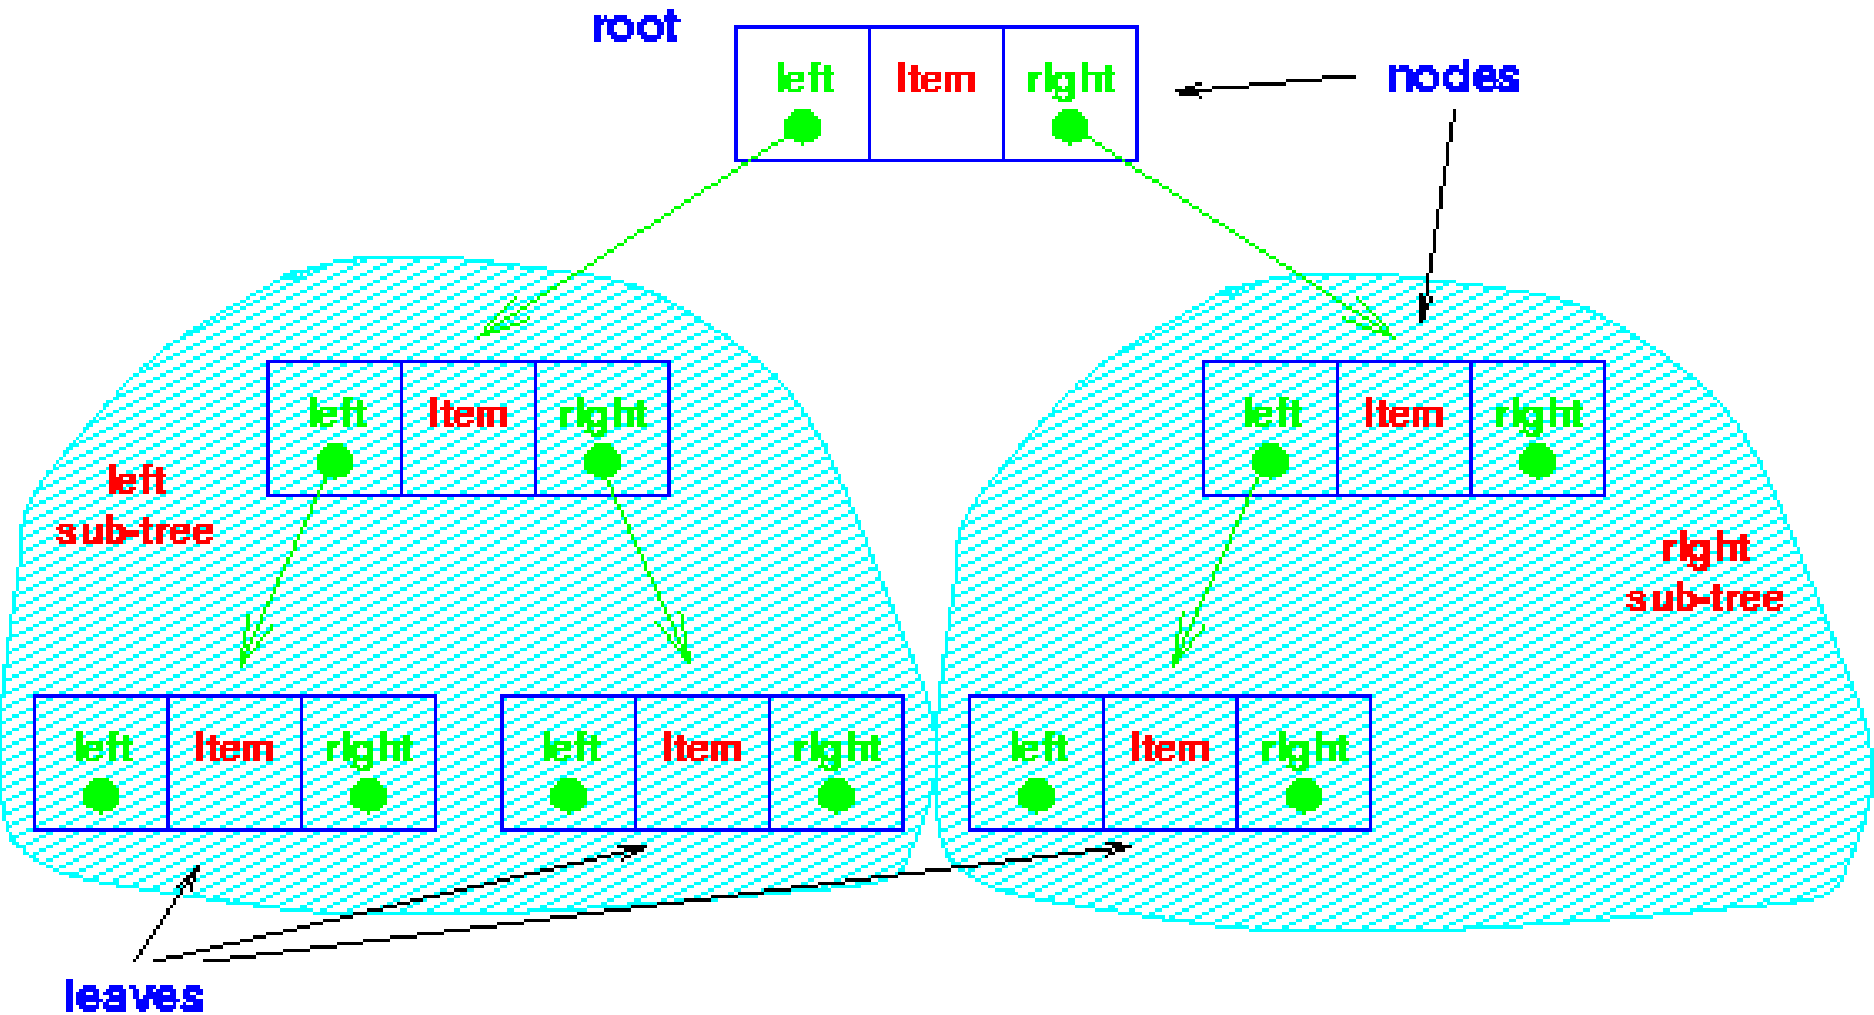 root
left Item right
nodes
left Item right
left Item right
left
sub-tree
right
sub-tree
left Item right
left Item right
left Item right
leaves